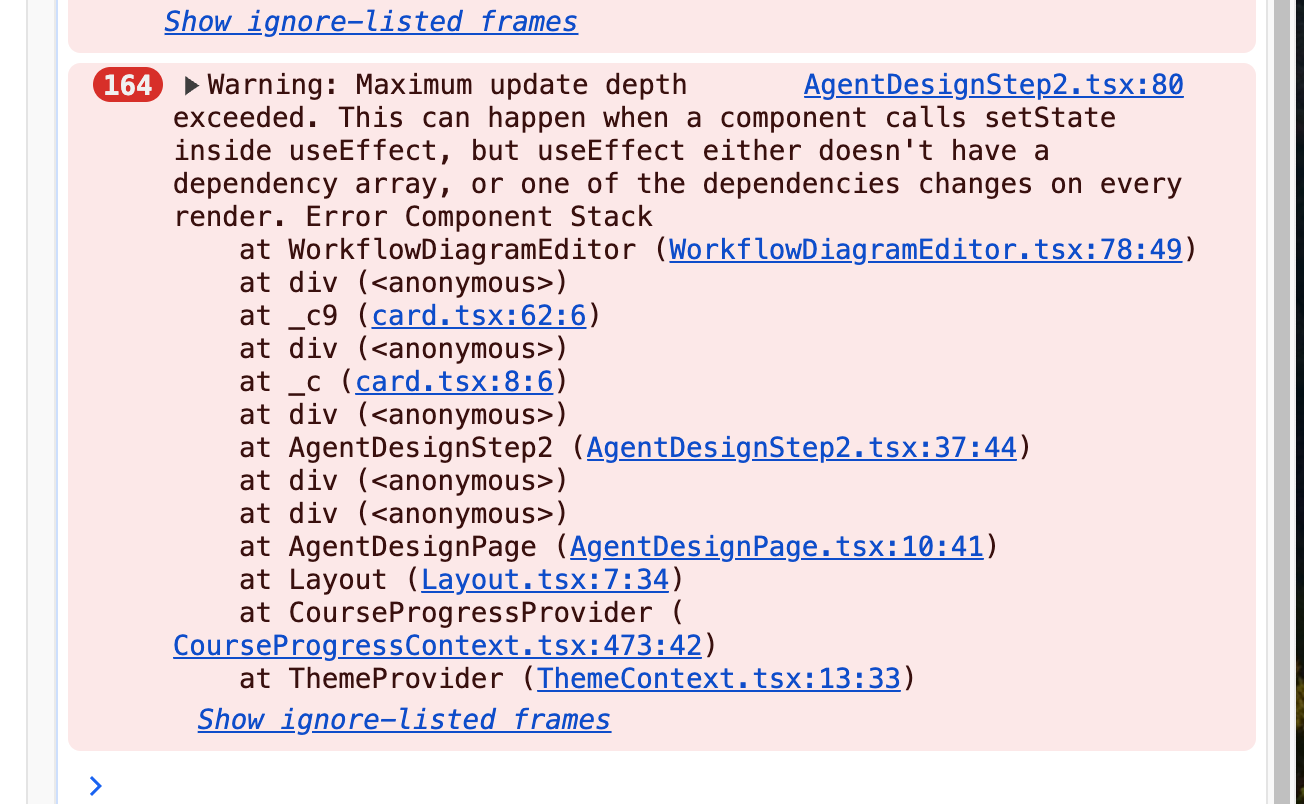 Show ignore-listed frames
164 ▶Warning: Maximum update depth AgentDesignStep2.tsx:80
exceeded. This can happen when a component calls setState
inside useEffect, but useEffect either doesn't have a
dependency array, or one of the dependencies changes on every
render. Error Component Stack
at WorkflowDiagramEditor (WorkflowDiagramEditor.tsx:78:49)
at div (<anonymous>)
at _c9 (card.tsx:62:6)
at div (<anonymous>)
at _c (card.tsx:8:6)
at div (<anonymous>)
at AgentDesignStep2 (AgentDesignStep2.tsx:37:44)
at div (<anonymous>)
at div (<anonymous>)
at AgentDesignPage (AgentDesignPage.tsx:10:41)
at Layout (Layout.tsx:7:34)
at CourseProgressProvider (
CourseProgressContext.tsx:473:42)
at ThemeProvider (ThemeContext.tsx:13:33)
Show ignore-listed frames